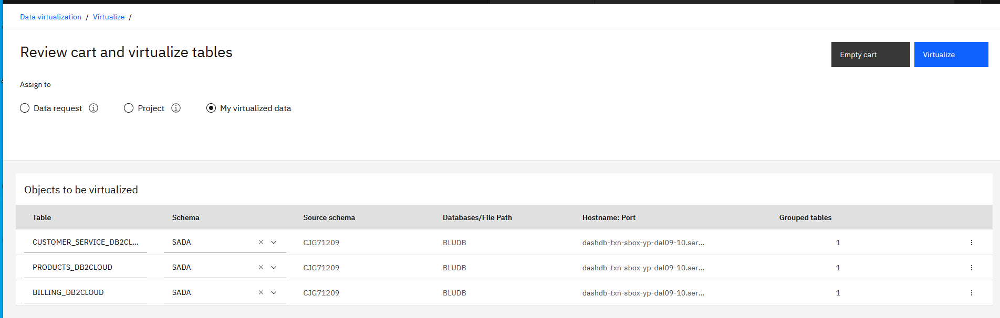 Data virtualization / Virtualize /
Review cart and virtualize tables
Empty cart
Virtualize
Assign to
Data request
Project
My virtualized data
Objects to be virtualized
Table Schema Source schema Databases/File Path Hostname: Port Grouped tables
CUSTOMER_SERVICE_DB2CL... SADA CJG71209 BLUDB dashdb-txn-sbox-yp-dal09-10.ser... 1
PRODUCTS_DB2CLOUD SADA CJG71209 BLUDB dashdb-txn-sbox-yp-dal09-10.ser... 1
BILLING_DB2CLOUD SADA CJG71209 BLUDB dashdb-txn-sbox-yp-dal09-10.ser... 1